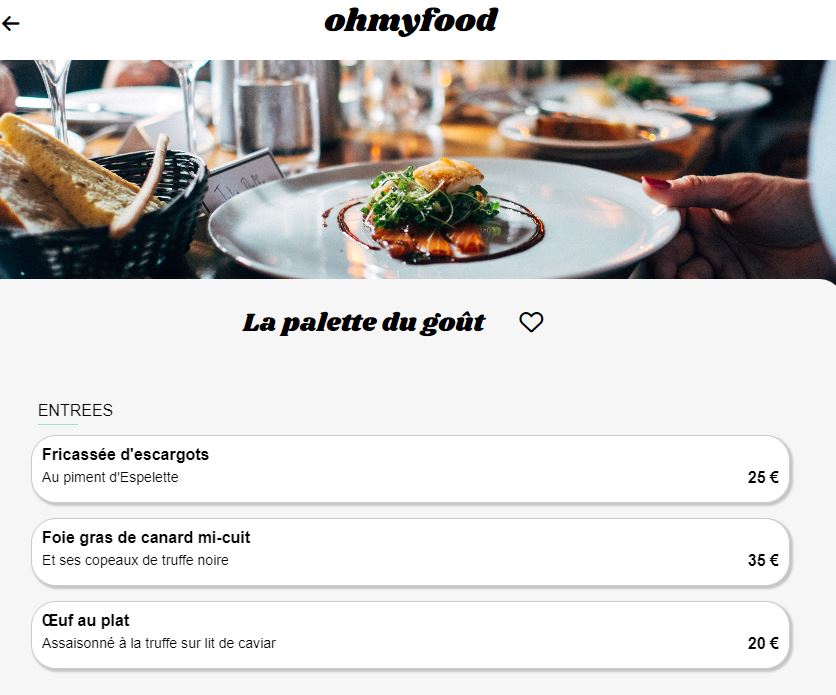 ohmyfood
La palette du goût
ENTREES
Fricassée d'escargots
Au piment d'Espelette
25 €
Foie gras de canard mi-cuit
Et ses copeaux de truffe noire
35 €
Œuf au plat
Assaisonné à la truffe sur lit de caviar
20 €